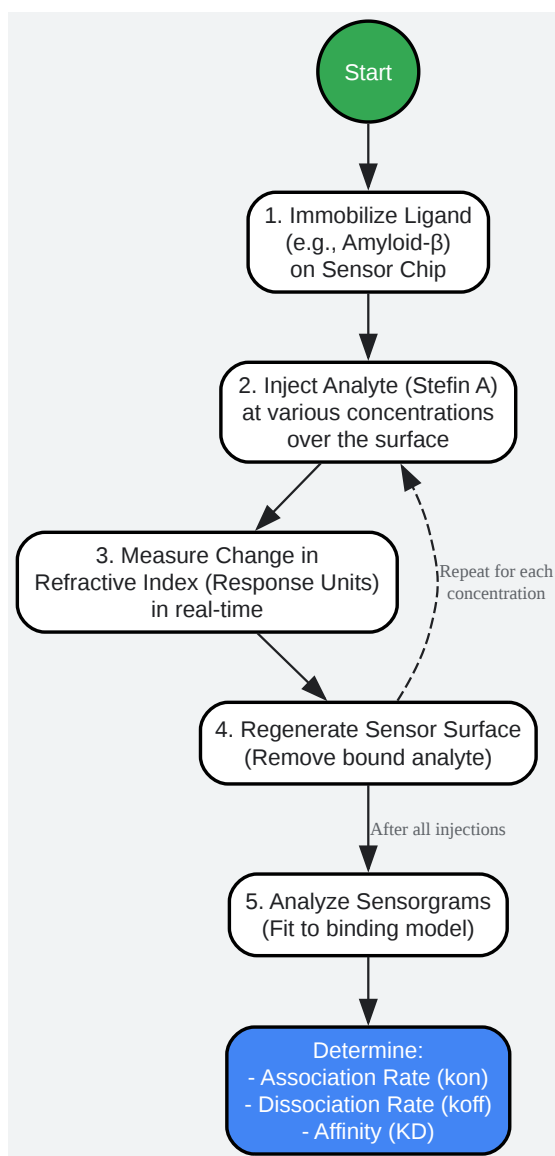 Start
1. Immobilize Ligand
(e.g., Amyloid-β)
on Sensor Chip
2. Inject Analyte (Stefin A)
at various concentrations
over the surface
3. Measure Change in
Refractive Index (Response Units)
in real-time
Repeat for each
concentration
4. Regenerate Sensor Surface
(Remove bound analyte)
After all injections
5. Analyze Sensorgrams
(Fit to binding model)
Determine:
- Association Rate (kon)
- Dissociation Rate (koff)
- Affinity (KD)